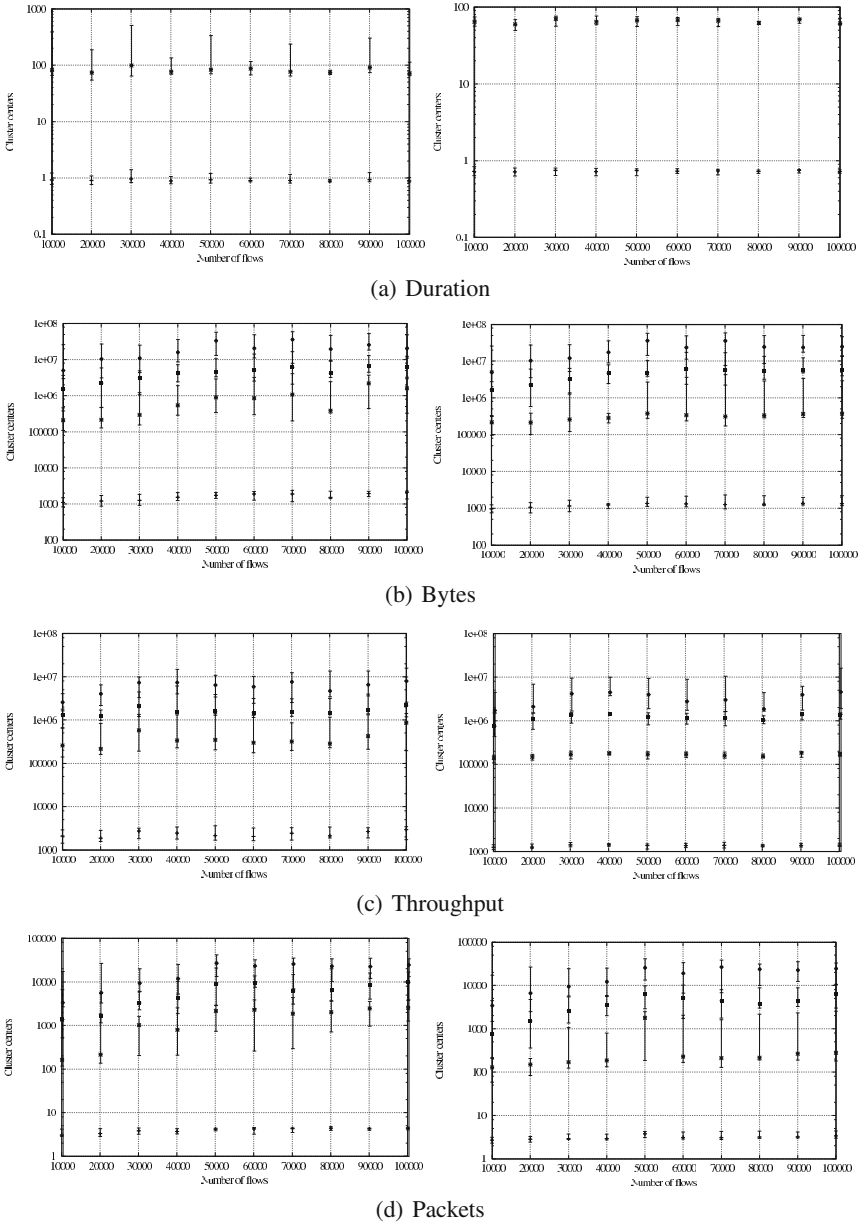 1000
100
10
1
0.1
Cluster centers
10000 20000 30000 40000 50000 60000 70000 80000 90000 100000
Number of flows
100
10
1
0.1
Cluster centers
10000 20000 30000 40000 50000 60000 70000 80000 90000 100000
Number of flows
(a) Duration
1e+08
1e+07
1e+06
100000
10000
1000
100
Cluster centers
10000 20000 30000 40000 50000 60000 70000 80000 90000 100000
Number of flows
1e+08
1e+07
1e+06
100000
10000
1000
100
Cluster centers
10000 20000 30000 40000 50000 60000 70000 80000 90000 100000
Number of flows
(b) Bytes
1e+08
1e+07
1e+06
100000
10000
1000
Cluster centers
10000 20000 30000 40000 50000 60000 70000 80000 90000 100000
Number of flows
1e+08
1e+07
1e+06
100000
10000
1000
Cluster centers
10000 20000 30000 40000 50000 60000 70000 80000 90000 100000
Number of flows
(c) Throughput
100000
10000
1000
100
10
1
Cluster centers
10000 20000 30000 40000 50000 60000 70000 80000 90000 100000
Number of flows
100000
10000
1000
100
10
1
Cluster centers
10000 20000 30000 40000 50000 60000 70000 80000 90000 100000
Number of flows
(d) Packets